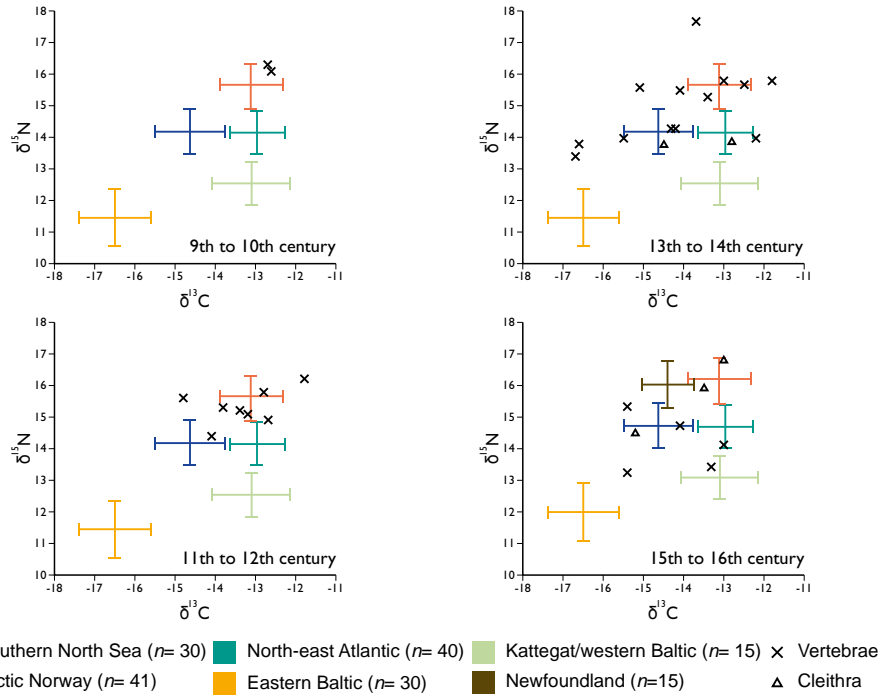 18
17
16
15
14
13
12
11
10
δ15N
-18 -17 -16 -15 -14 -13 -12 -11
δ13C
9th to 10th century
18
17
16
15
14
13
12
11
10
δ15N
-18 -17 -16 -15 -14 -13 -12 -11
δ13C
13th to 14th century
18
17
16
15
14
13
12
11
10
δ15N
-18 -17 -16 -15 -14 -13 -12 -11
δ13C
11th to 12th century
18
17
16
15
14
13
12
11
10
δ15N
-18 -17 -16 -15 -14 -13 -12 -11
δ13C
15th to 16th century
outhern North Sea (n= 30) North-east Atlantic (n= 40) Kattegat/western Baltic (n= 15) Vertebrae
ctic Norway (n= 41) Eastern Baltic (n= 30) Newfoundland (n=15) Cleithra